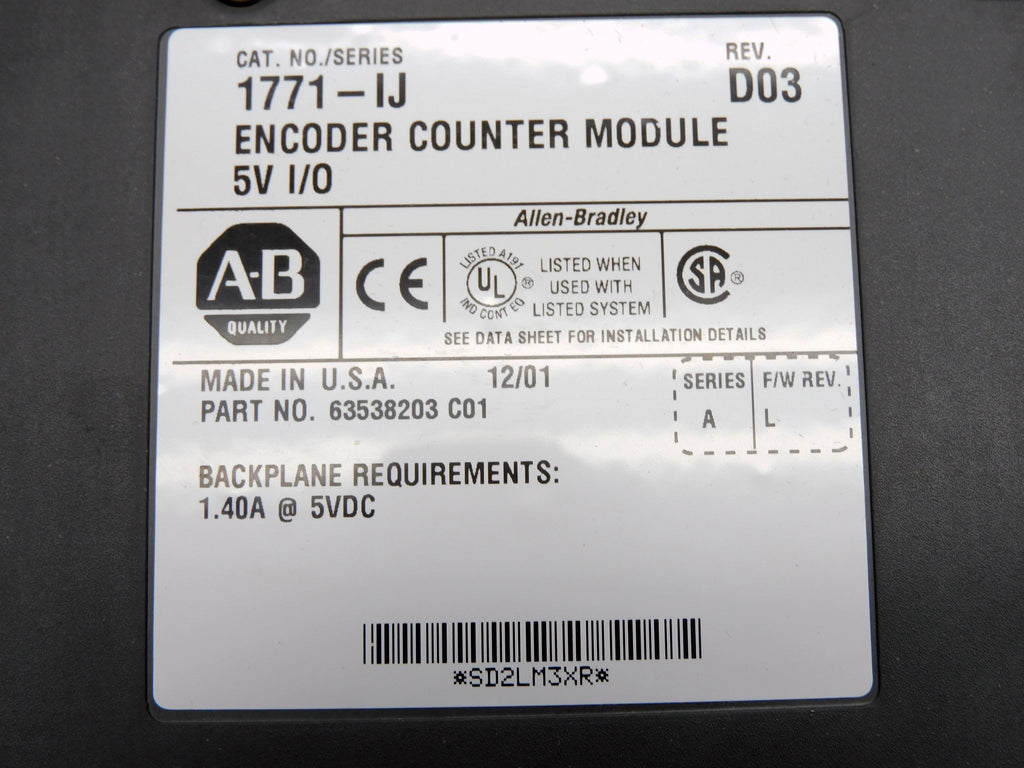 CAT. NO./SERIES
REV.
1771-IJ
D03
ENCODER COUNTER MODULE
5V I/O
Allen-Bradley
A-B
QUALITY
CE
LISTED A191
UL ®
IND CONT EQ
LISTED WHEN
USED WITH
LISTED SYSTEM
SA ®
SEE DATA SHEET FOR INSTALLATION DETAILS
MADE IN U.S.A. 12/01
PART NO. 63538203 C01
SERIES F/W REV.
A L
BACKPLANE REQUIREMENTS:
1.40A @ 5VDC
*SD2LM3XR*